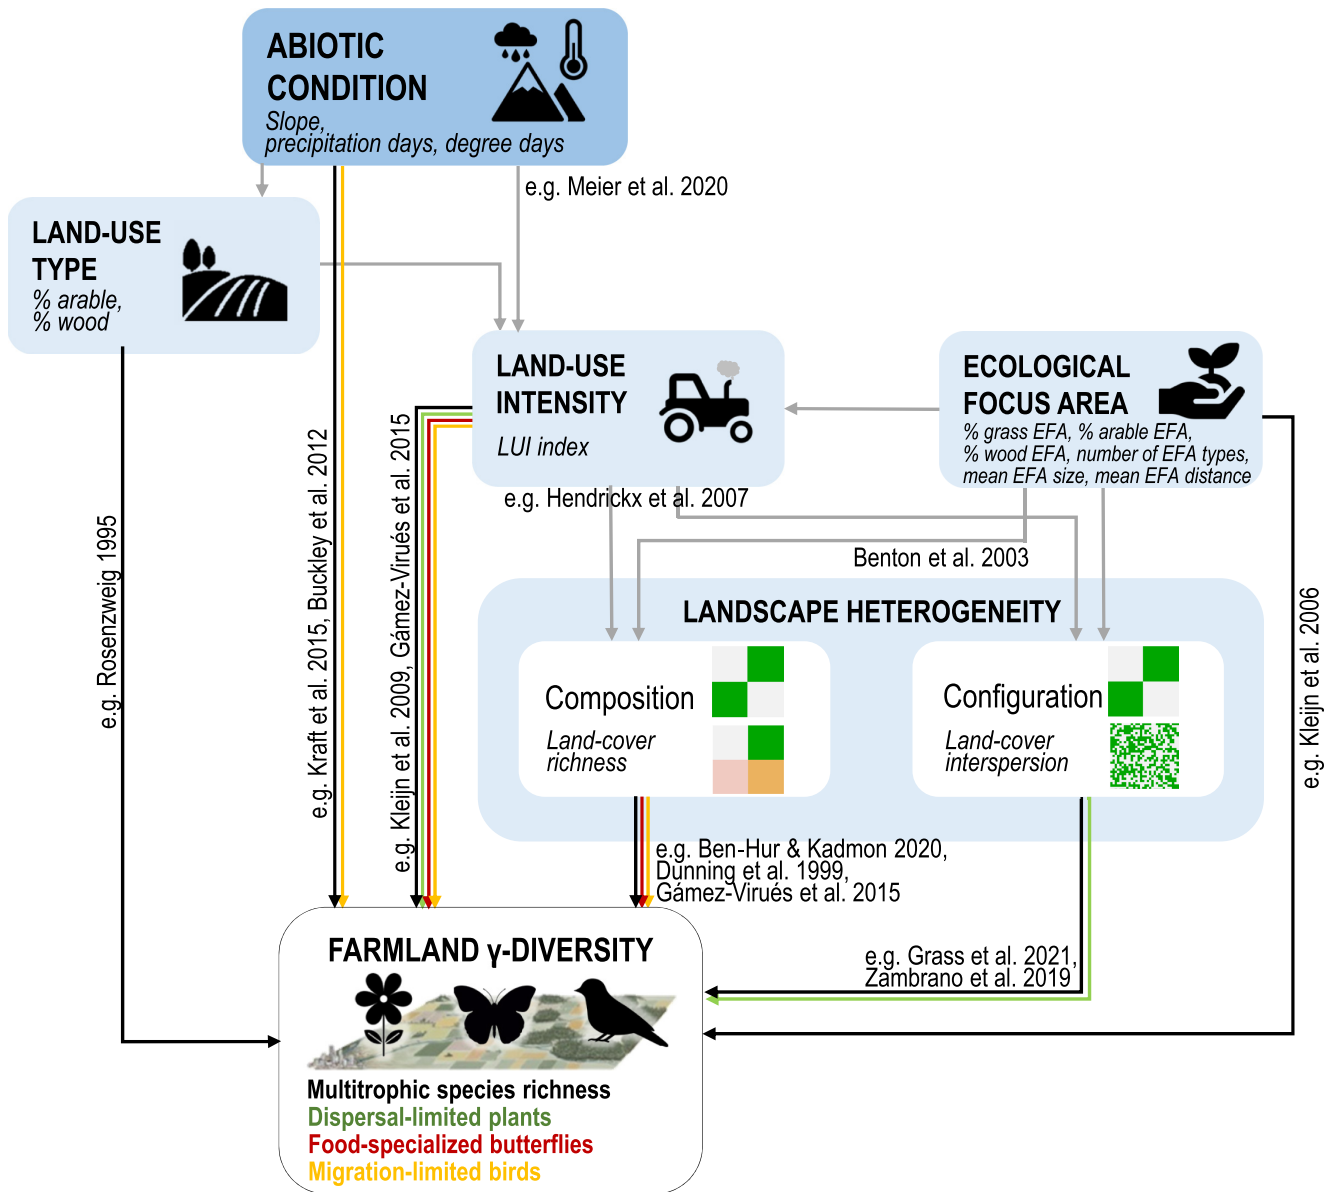 ABIOTIC
CONDITION
Slope,
precipitation days, degree days
e.g. Meier et al. 2020
LAND-USE
TYPE
% arable,
% wood
LAND-USE
INTENSITY
LUI index
ECOLOGICAL
FOCUS AREA
% grass EFA, % arable EFA,
% wood EFA, number of EFA types,
mean EFA size, mean EFA distance
e.g. Hendrickx et al. 2007
Benton et al. 2003
e.g. Rosenzweig 1995
e.g. Kraft et al. 2015, Buckley et al. 2012
e.g. Kleijn et al. 2009, Gámez-Virués et al. 2015
e.g. Kleijn et al. 2006
LANDSCAPE HETEROGENEITY
Composition
Land-cover
richness
Configuration
Land-cover
interspersion
e.g. Ben-Hur & Kadmon 2020,
Dunning et al. 1999,
Gámez-Virués et al. 2015
e.g. Grass et al. 2021,
Zambrano et al. 2019
FARMLAND γ-DIVERSITY
Multitrophic species richness
Dispersal-limited plants
Food-specialized butterflies
Migration-limited birds